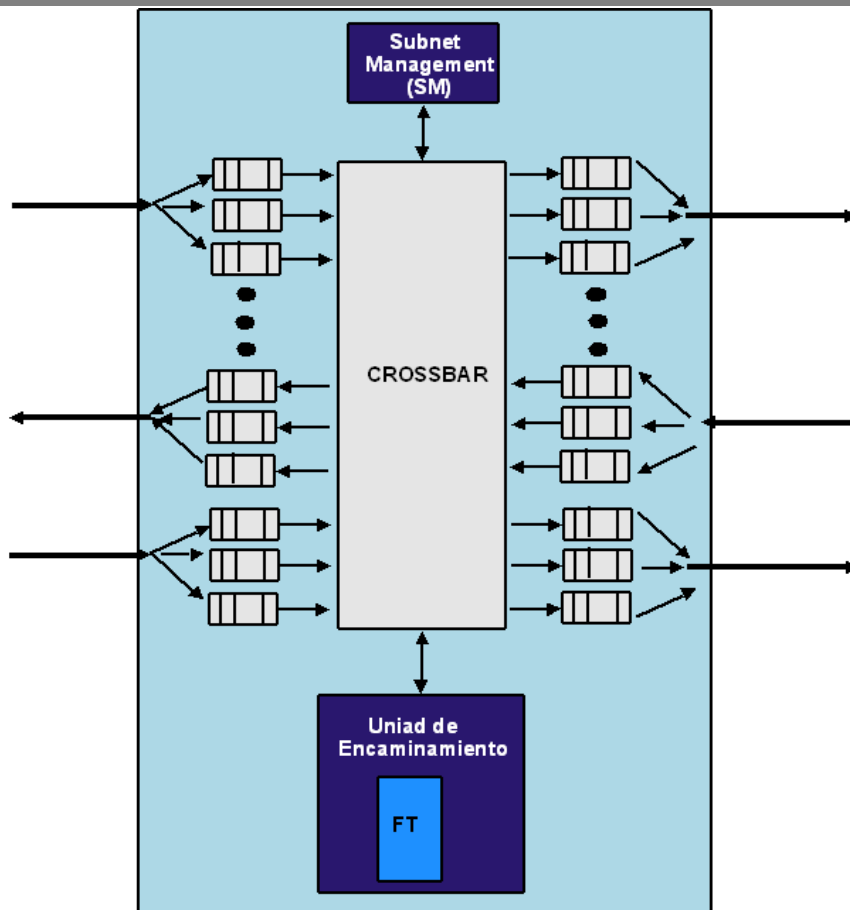 Subnet
Management
(SM)
CROSSBAR
Uniad de
Encaminamiento
FT